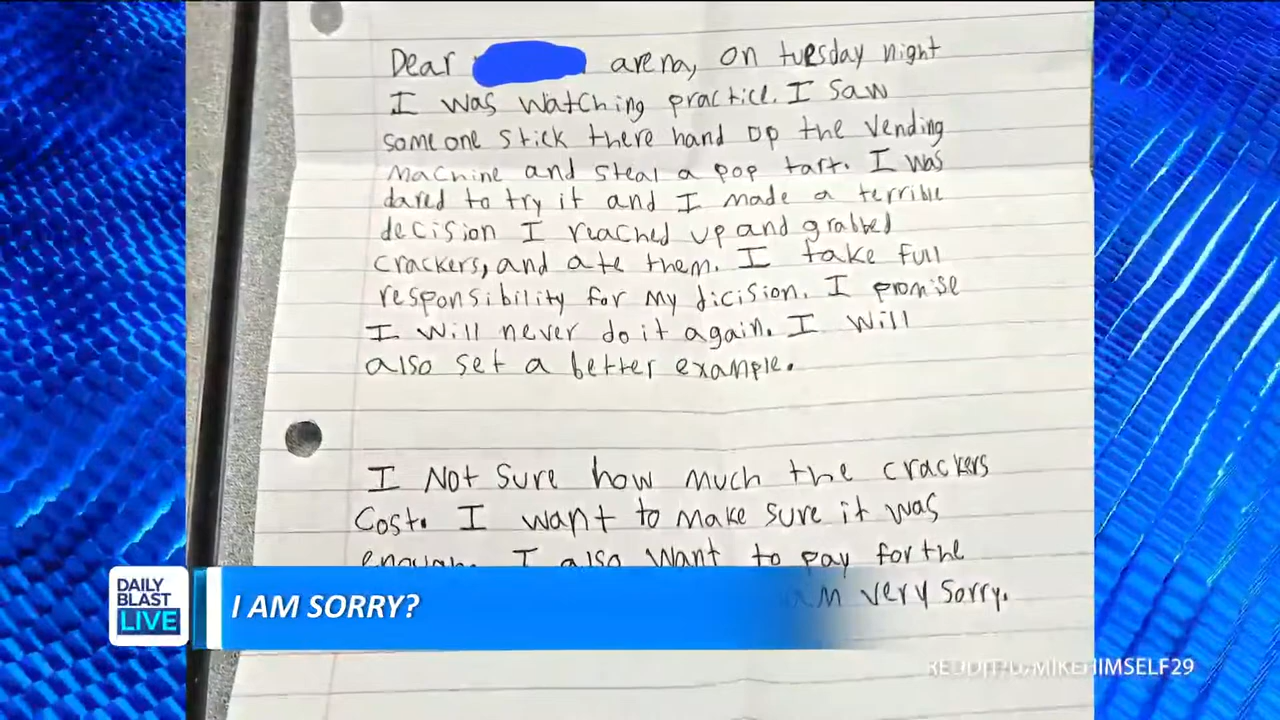 Dear arena, on tuesday night
I was watching practice. I saw
someone stick there hand up the vending
machine and steal a pop tart. I was
dared to try it and I made a terrible
decision I reached up and grabbed
crackers, and ate them. I take full
responsibility for my dicision. I promise
I will never do it again. I will
also set a better example.
I Not sure how much the crackers
cost. I want to make sure it was
enough. I also want to pay for the
am very sorry.
DAILY
BLAST
LIVE
I AM SORRY?